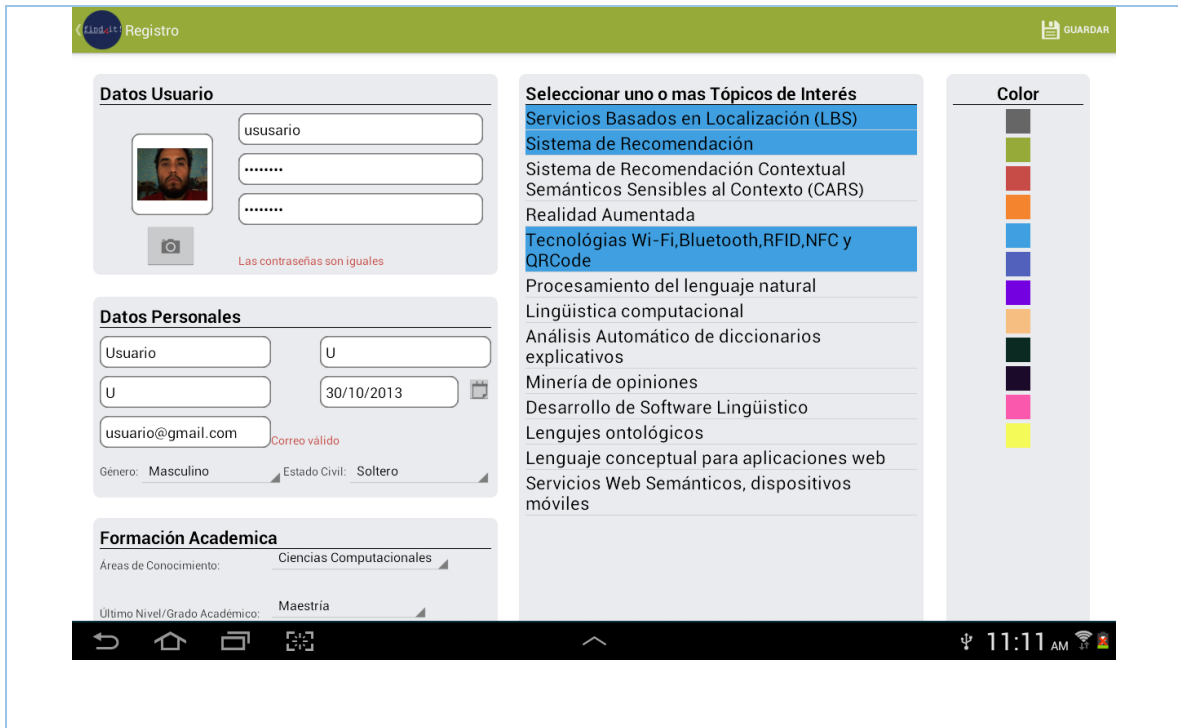 find it!
Registro
GUARDAR
Datos Usuario
ususario
••••••••
••••••••
Las contraseñas son iguales
Datos Personales
Usuario
U
U
30/10/2013
usuario@gmail.com
Correo válido
Género: Masculino
Estado Civil: Soltero
Formación Academica
Áreas de Conocimiento: Ciencias Computacionales
Último Nivel/Grado Académico: Maestría
Seleccionar uno o mas Tópicos de Interés
Servicios Basados en Localización (LBS)
Sistema de Recomendación
Sistema de Recomendación Contextual
Semánticos Sensibles al Contexto (CARS)
Realidad Aumentada
Tecnológias Wi-Fi,Bluetooth,RFID,NFC y
QRCode
Procesamiento del lenguaje natural
Lingüistica computacional
Análisis Automático de diccionarios
explicativos
Minería de opiniones
Desarrollo de Software Lingüistico
Lengujes ontológicos
Lenguaje conceptual para aplicaciones web
Servicios Web Semánticos, dispositivos
móviles
Color
11:11 AM